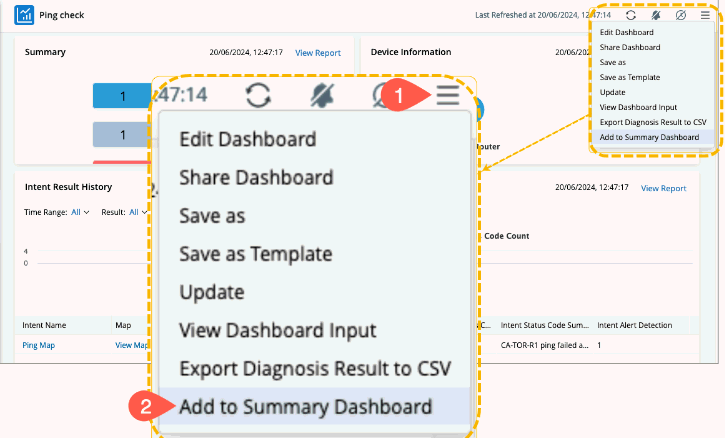 Ping check
Last Refreshed at 20/06/2024, 12:47:14
Edit Dashboard
Share Dashboard
Save as
Save as Template
Update
View Dashboard Input
Export Diagnosis Result to CSV
Add to Summary Dashboard
Summary
20/06/2024, 12:47:17
View Report
Device Information
20/06/202
1
1
outer
:47:14
1
Edit Dashboard
Share Dashboard
Save as
Save as Template
Update
View Dashboard Input
Export Diagnosis Result to CSV
2
Add to Summary Dashboard
Intent Result History
20/06/2024, 12:47:17
View Report
Time Range: All
Result: All
Code Count
4
0
Intent Name
Map
C...
Intent Status Code Sum...
Intent Alert Detection
Ping Map
View Map
CA-TOR-R1 ping failed a...
1